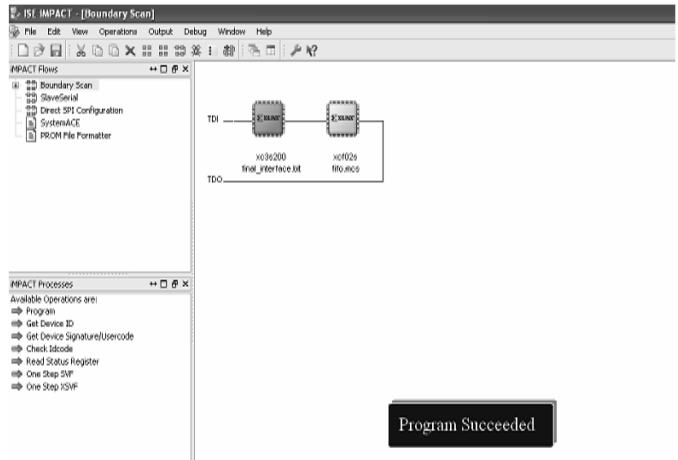 ISE iMPACT - [Boundary Scan]
File Edit View Operations Output Debug Window Help
iMPACT Flows
Boundary Scan
SlaveSerial
Direct SPI Configuration
SystemACE
PROM File Formatter
TDI
XILINX XILINX
xc3s200 xcf02s
final_interface.bit fifo.mcs
TDO
iMPACT Processes
Available Operations are:
Program
Get Device ID
Get Device Signature/Usercode
Check Idcode
Read Status Register
One Step SVF
One Step XSVF
Program Succeeded